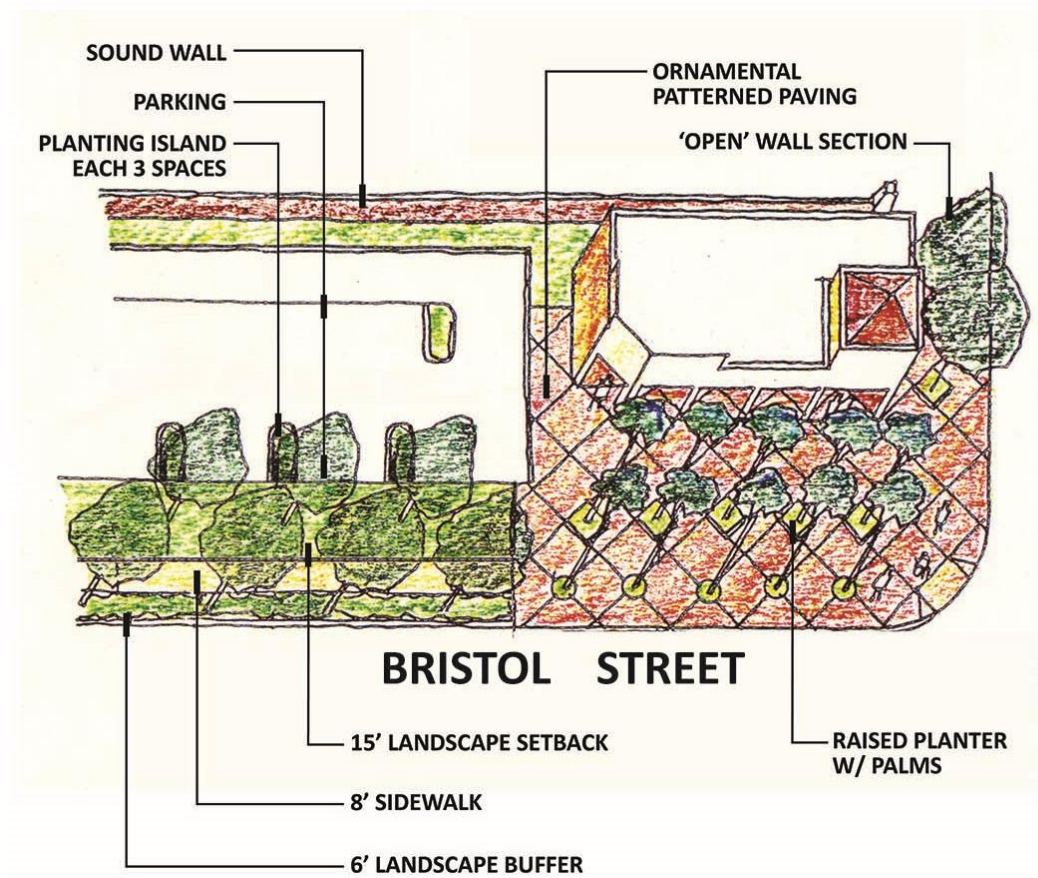 SOUND WALL
PARKING
PLANTING ISLAND
EACH 3 SPACES
ORNAMENTAL
PATTERNED PAVING
‘OPEN’ WALL SECTION
BRISTOL STREET
15’ LANDSCAPE SETBACK
8’ SIDEWALK
6’ LANDSCAPE BUFFER
RAISED PLANTER
W/ PALMS